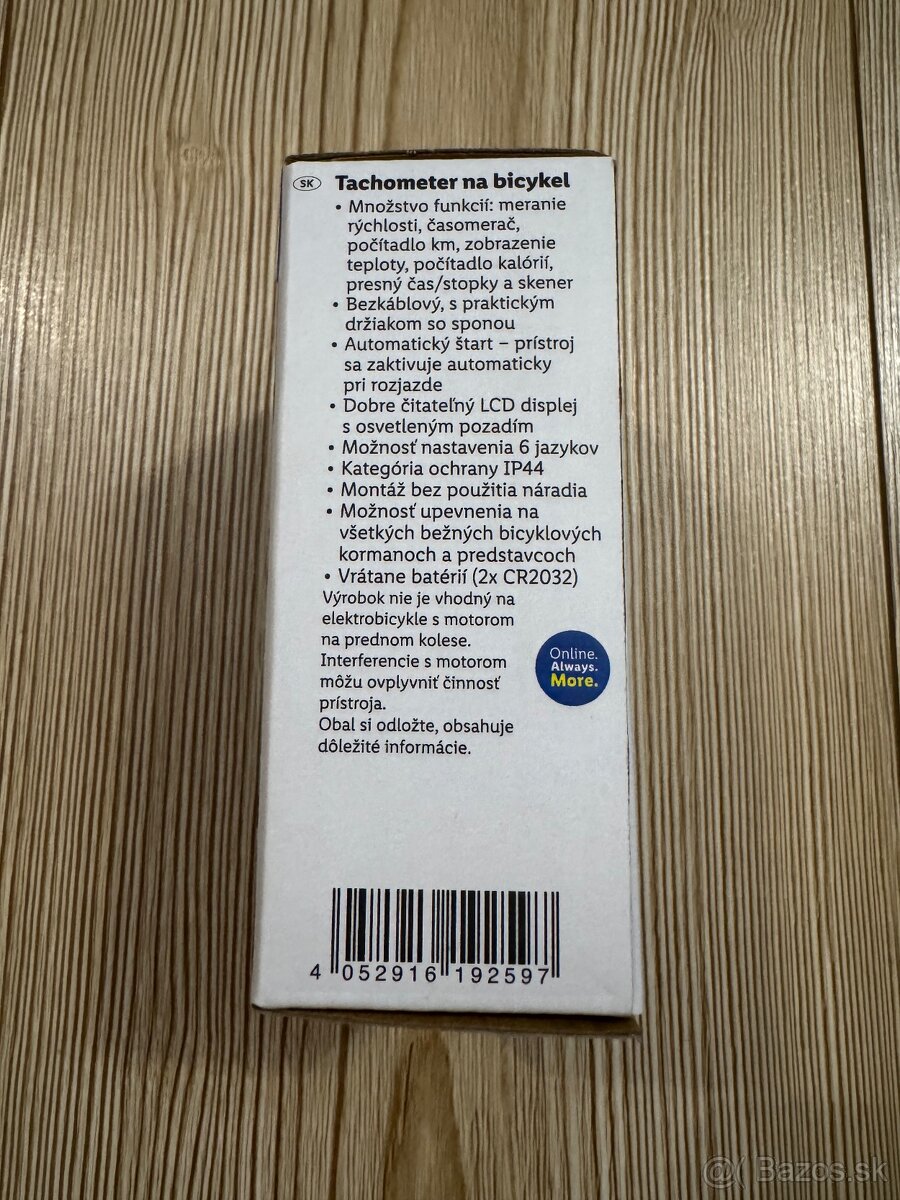 SK Tachometer na bicykel
• Množstvo funkcií: meranie
rýchlosti, časomerač,
počítadlo km, zobrazenie
teploty, počítadlo kalórií,
presný čas/stopky a skener
• Bezkáblový, s praktickým
držiakom so sponou
• Automatický štart – prístroj
sa zaktivuje automaticky
pri rozjazde
• Dobre čitateľný LCD displej
s osvetleným pozadím
• Možnosť nastavenia 6 jazykov
• Kategória ochrany IP44
• Montáž bez použitia náradia
• Možnosť upevnenia na
všetkých bežných bicyklových
kormanoch a predstavcoch
• Vrátane batérií (2x CR2032)
Výrobok nie je vhodný na
elektrobicykle s motorom
na prednom kolese.
Interferencie s motorom
môžu ovplyvniť činnosť
prístroja.
Obal si odložte, obsahuje
dôležité informácie.
Online.
Always.
More.
4 052916 192597
@( Bazos.sk